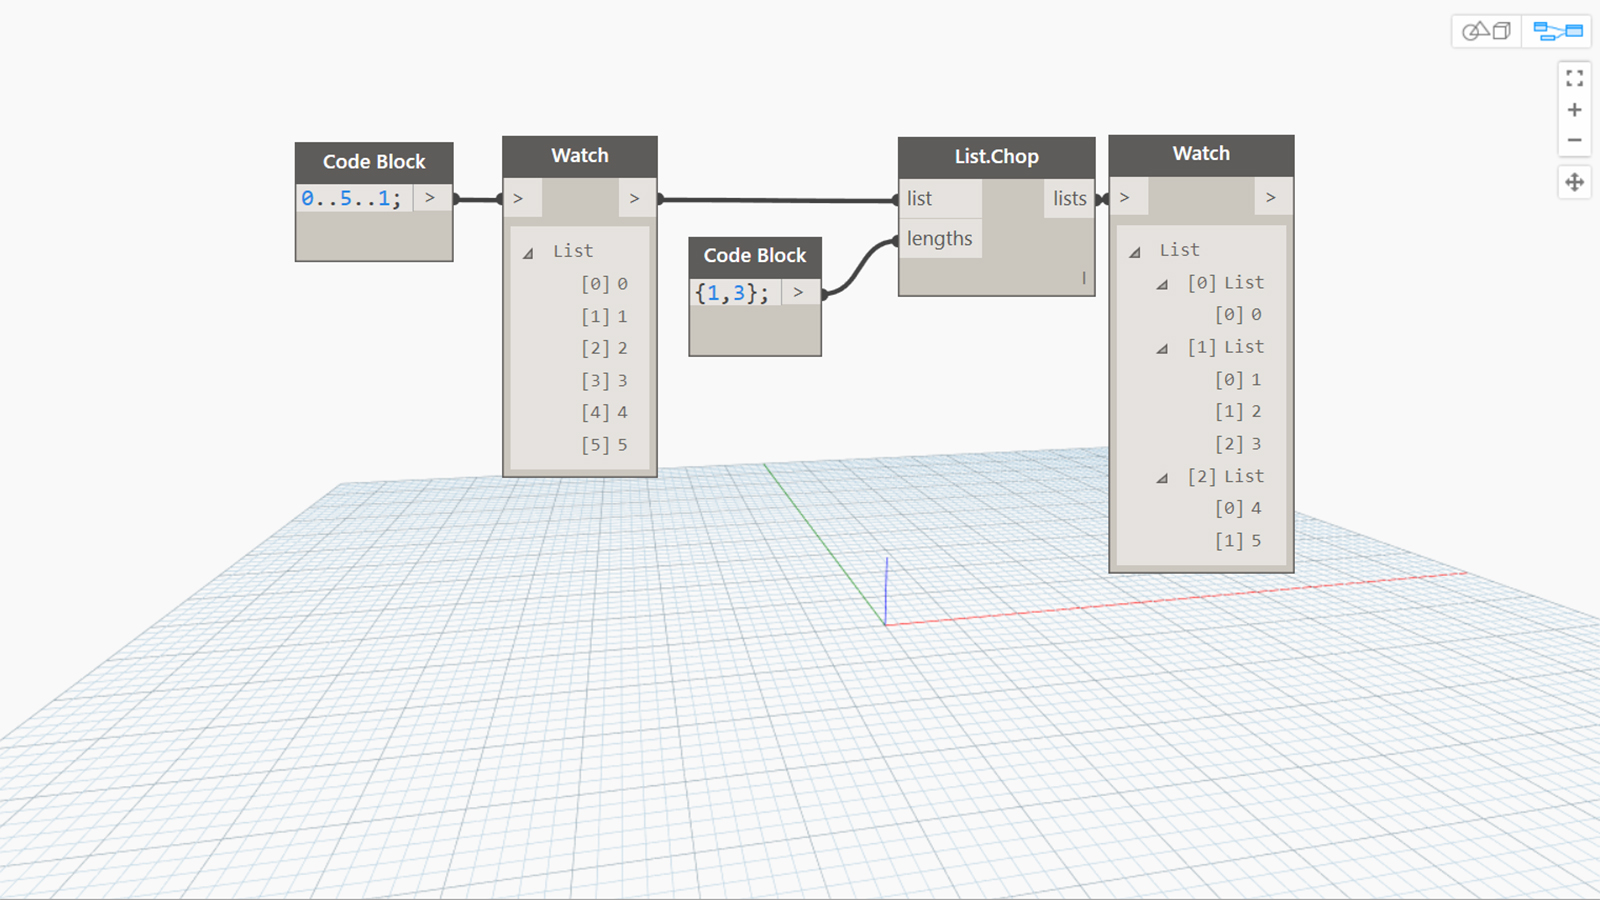 Code Block
0..5..1; >
Watch
> >
List
[0] 0
[1] 1
[2] 2
[3] 3
[4] 4
[5] 5
Code Block
{1,3}; >
List.Chop
list lists
lengths
l
Watch
> >
List
[0] List
[0] 0
[1] List
[0] 1
[1] 2
[2] 3
[2] List
[0] 4
[1] 5